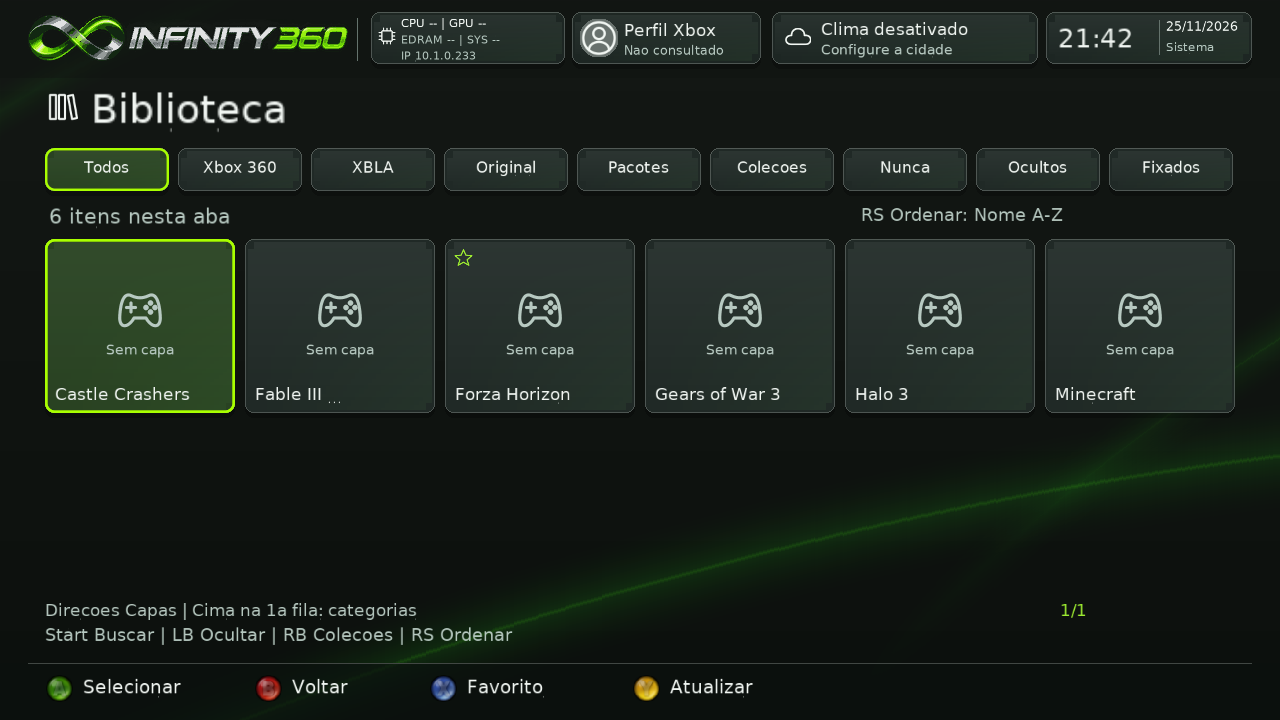 INFINITY 360
CPU -- | GPU --
EDRAM -- | SYS --
IP 10.1.0.233
Perfil Xbox
Nao consultado
Clima desativado
Configure a cidade
21:42
25/11/2026
Sistema
Biblioteca
Todos
Xbox 360
XBLA
Original
Pacotes
Colecoes
Nunca
Ocultos
Fixados
6 itens nesta aba
RS Ordenar: Nome A-Z
Sem capa
Sem capa
Sem capa
Sem capa
Sem capa
Sem capa
Castle Crashers
Fable III ...
Forza Horizon
Gears of War 3
Halo 3
Minecraft
Direcoes Capas | Cima na 1a fila: categorias
1/1
Start Buscar | LB Ocultar | RB Colecoes | RS Ordenar
A Selecionar
B Voltar
X Favorito
Y Atualizar